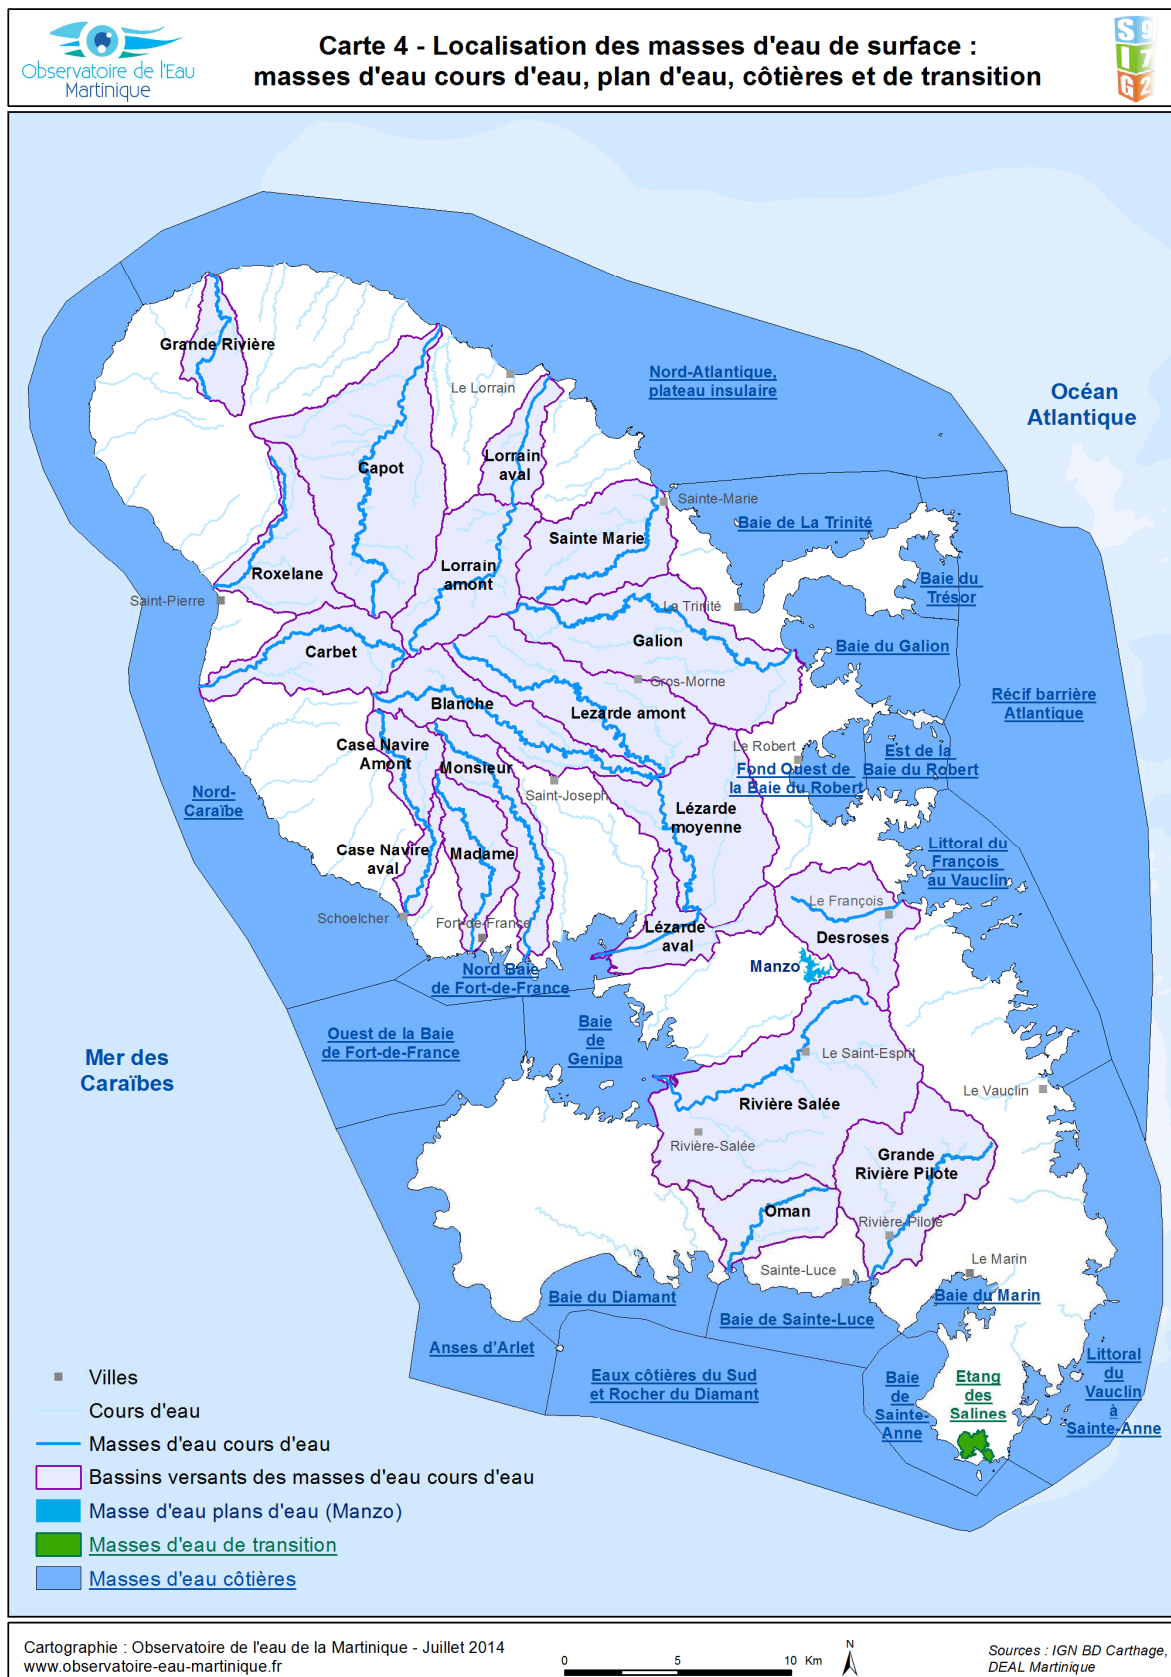 Observatoire de l'Eau
Martinique
Carte 4 - Localisation des masses d'eau de surface :
masses d'eau cours d'eau, plan d'eau, côtières et de transition
S 9
I 7
G 2
Grande Rivière
Le Lorrain
Nord-Atlantique,
plateau insulaire
Océan
Atlantique
Capot
Lorrain
aval
Sainte-Marie
Baie de La Trinité
Sainte Marie
Roxelane
Lorrain
amont
Baie du
Trésor
Saint-Pierre
La Trinité
Galion
Baie du Galion
Carbet
Gros-Morne
Récif barrière
Atlantique
Blanche
Lezarde amont
Case Navire
Amont
Monsieur
Le Robert
Est de la
Baie du Robert
Fond Ouest de
la Baie du Robert
Saint-Joseph
Nord-
Caraïbe
Lézarde
moyenne
Case Navire
aval
Madame
Littoral du
François
au Vauclin
Le François
Schoelcher
Fort-de-France
Lézarde
aval
Desroses
Manzo
Nord Baie
de Fort-de-France
Baie
de
Genipa
Ouest de la Baie
de Fort-de-France
Mer des
Caraïbes
Le Saint-Esprit
Le Vauclin
Rivière Salée
Rivière-Salée
Grande
Rivière Pilote
Oman
Rivière-Pilote
Sainte-Luce
Le Marin
Baie du Diamant
Baie du Marin
Baie de Sainte-Luce
Anses d'Arlet
Eaux côtières du Sud
et Rocher du Diamant
Baie
de
Sainte-
Anne
Etang
des
Salines
Littoral
du
Vauclin
à
Sainte-Anne
Villes
Cours d'eau
Masses d'eau cours d'eau
Bassins versants des masses d'eau cours d'eau
Masse d'eau plans d'eau (Manzo)
Masses d'eau de transition
Masses d'eau côtières
Cartographie : Observatoire de l'eau de la Martinique - Juillet 2014
www.observatoire-eau-martinique.fr
0 5 10 Km
N
Sources : IGN BD Carthage,
DEAL Martinique